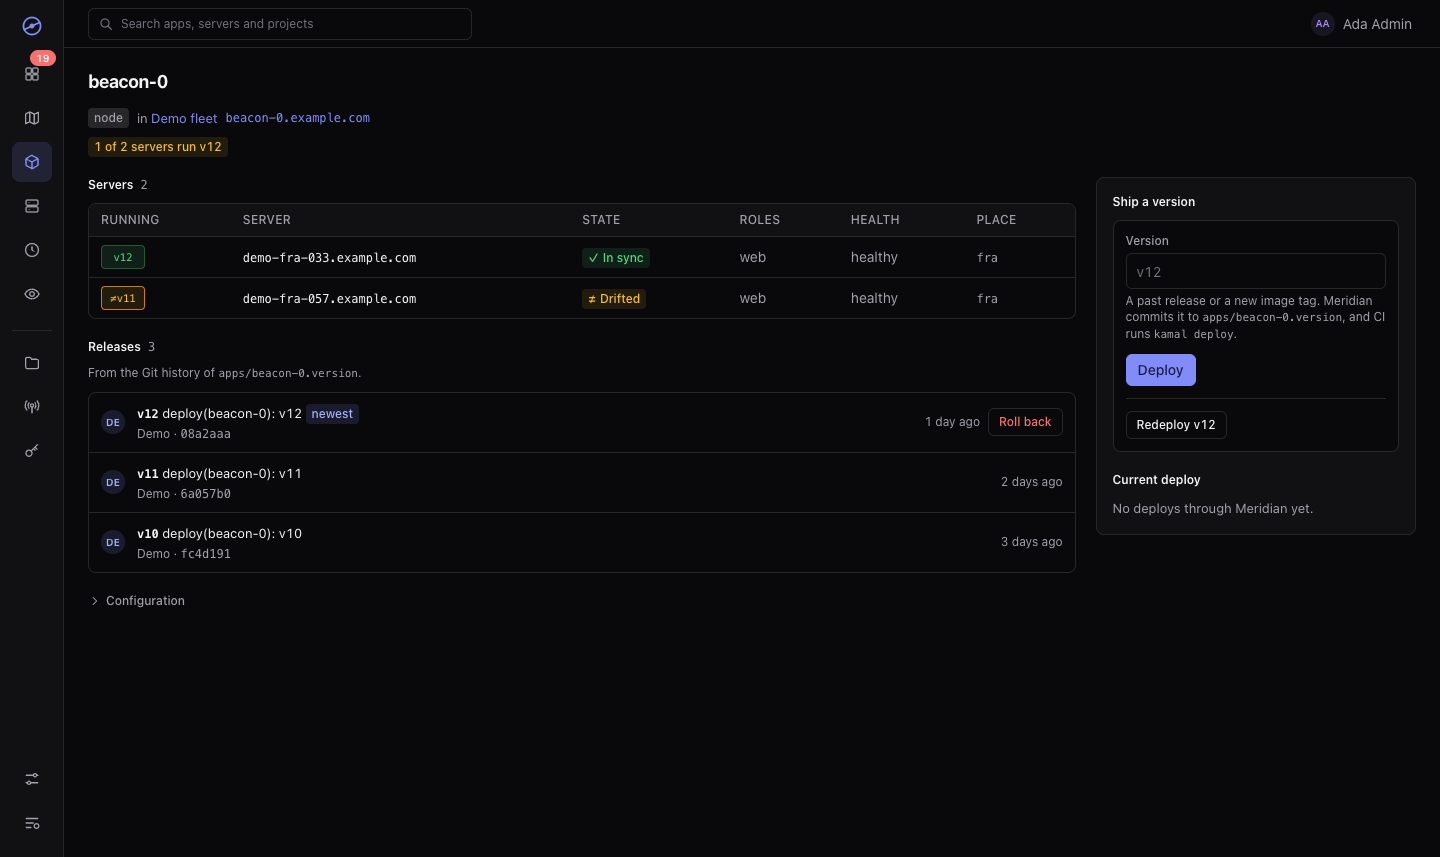 Search apps, servers and projects
AA Ada Admin
19
beacon-0
node in Demo fleet beacon-0.example.com
1 of 2 servers run v12
Servers 2
RUNNING SERVER STATE ROLES HEALTH PLACE
v12 demo-fra-033.example.com ✓ In sync web healthy fra
≠v11 demo-fra-057.example.com ≠ Drifted web healthy fra
Releases 3
From the Git history of apps/beacon-0.version.
DE v12 deploy(beacon-0): v12 newest
Demo · 08a2aaa
1 day ago Roll back
DE v11 deploy(beacon-0): v11
Demo · 6a057b0
2 days ago
DE v10 deploy(beacon-0): v10
Demo · fc4d191
3 days ago
Configuration
Ship a version
Version
v12
A past release or a new image tag. Meridian
commits it to apps/beacon-0.version, and CI
runs kamal deploy.
Deploy
Redeploy v12
Current deploy
No deploys through Meridian yet.